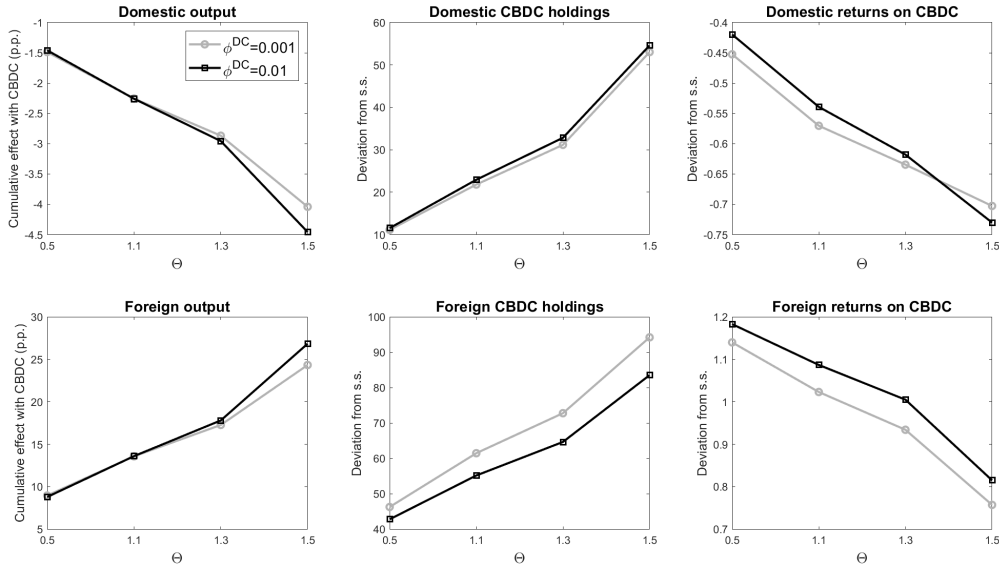 Domestic output
Cumulative effect with CBDC (p.p.)
-1
-1.5
-2
-2.5
-3
-3.5
-4
-4.5
ϕ^DC=0.001
ϕ^DC=0.01
0.5 1.1 1.3 1.5
Θ
Domestic CBDC holdings
Deviation from s.s.
60
50
40
30
20
10
0.5 1.1 1.3 1.5
Θ
Domestic returns on CBDC
Deviation from s.s.
-0.4
-0.45
-0.5
-0.55
-0.6
-0.65
-0.7
-0.75
0.5 1.1 1.3 1.5
Θ
Foreign output
Cumulative effect with CBDC (p.p.)
30
25
20
15
10
5
0.5 1.1 1.3 1.5
Θ
Foreign CBDC holdings
Deviation from s.s.
100
90
80
70
60
50
40
0.5 1.1 1.3 1.5
Θ
Foreign returns on CBDC
Deviation from s.s.
1.2
1.1
1
0.9
0.8
0.7
0.5 1.1 1.3 1.5
Θ